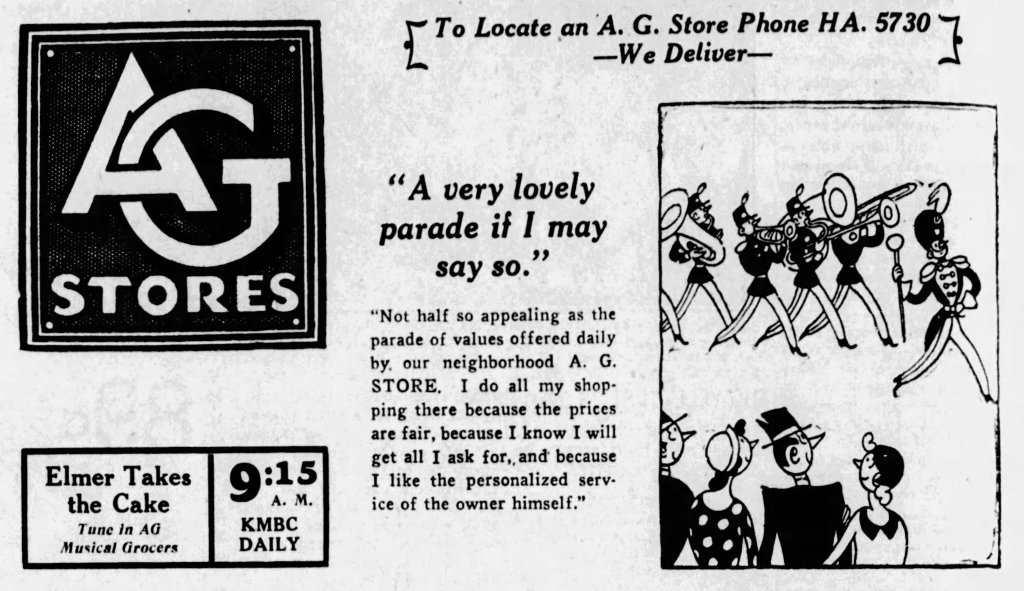 To Locate an A. G. Store Phone HA. 5730
—We Deliver—
AG
STORES
"A very lovely
parade if I may
say so."
"Not half so appealing as the
parade of values offered daily
by our neighborhood A. G.
STORE. I do all my shop-
ping there because the prices
are fair, because I know I will
get all I ask for, and because
I like the personalized serv-
ice of the owner himself."
Elmer Takes
the Cake
Tune in AG
Musical Grocers
9:15
A. M.
KMBC
DAILY